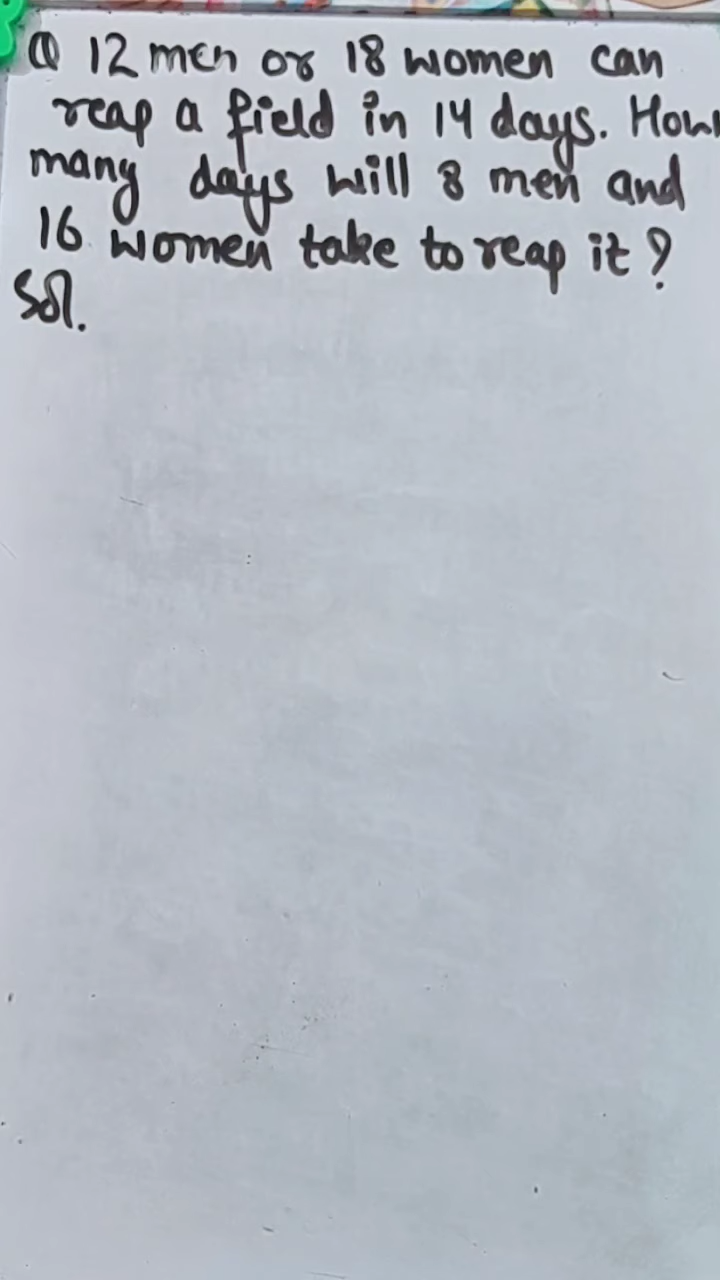 Q 12 men or 18 women can
reap a field in 14 days. How
many days will 8 men and
16 women take to reap it?
Sol.